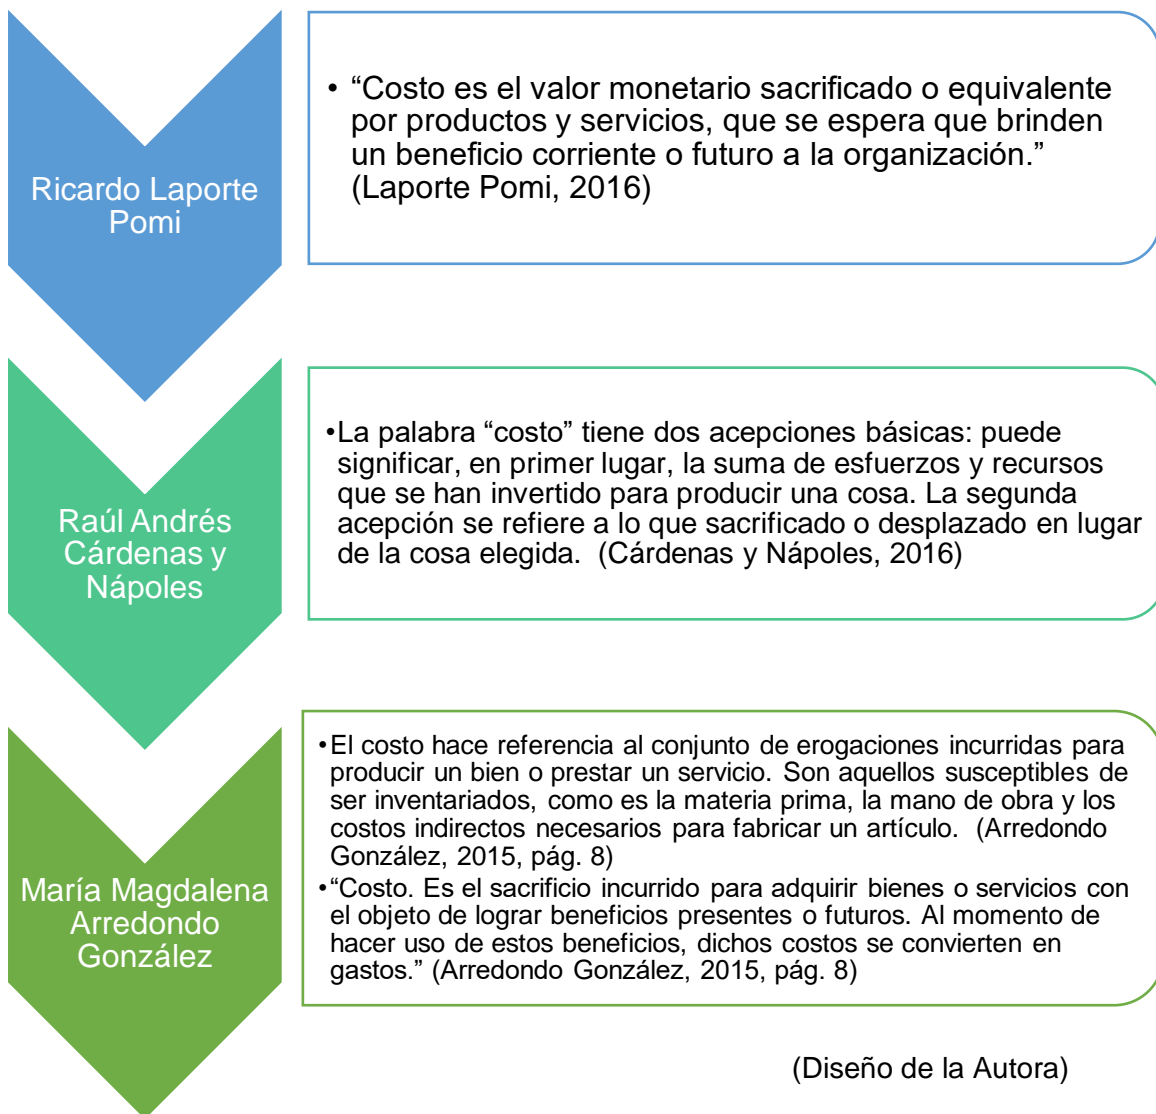 Ricardo Laporte
Pomi
• “Costo es el valor monetario sacrificado o equivalente
por productos y servicios, que se espera que brinden
un beneficio corriente o futuro a la organización.”
(Laporte Pomi, 2016)
Raúl Andrés
Cárdenas y
Nápoles
•La palabra “costo” tiene dos acepciones básicas: puede
significar, en primer lugar, la suma de esfuerzos y recursos
que se han invertido para producir una cosa. La segunda
acepción se refiere a lo que sacrificado o desplazado en lugar
de la cosa elegida. (Cárdenas y Nápoles, 2016)
María Magdalena
Arredondo
González
•El costo hace referencia al conjunto de erogaciones incurridas para
producir un bien o prestar un servicio. Son aquellos susceptibles de
ser inventariados, como es la materia prima, la mano de obra y los
costos indirectos necesarios para fabricar un artículo. (Arredondo
González, 2015, pág. 8)
•“Costo. Es el sacrificio incurrido para adquirir bienes o servicios con
el objeto de lograr beneficios presentes o futuros. Al momento de
hacer uso de estos beneficios, dichos costos se convierten en
gastos.” (Arredondo González, 2015, pág. 8)
(Diseño de la Autora)